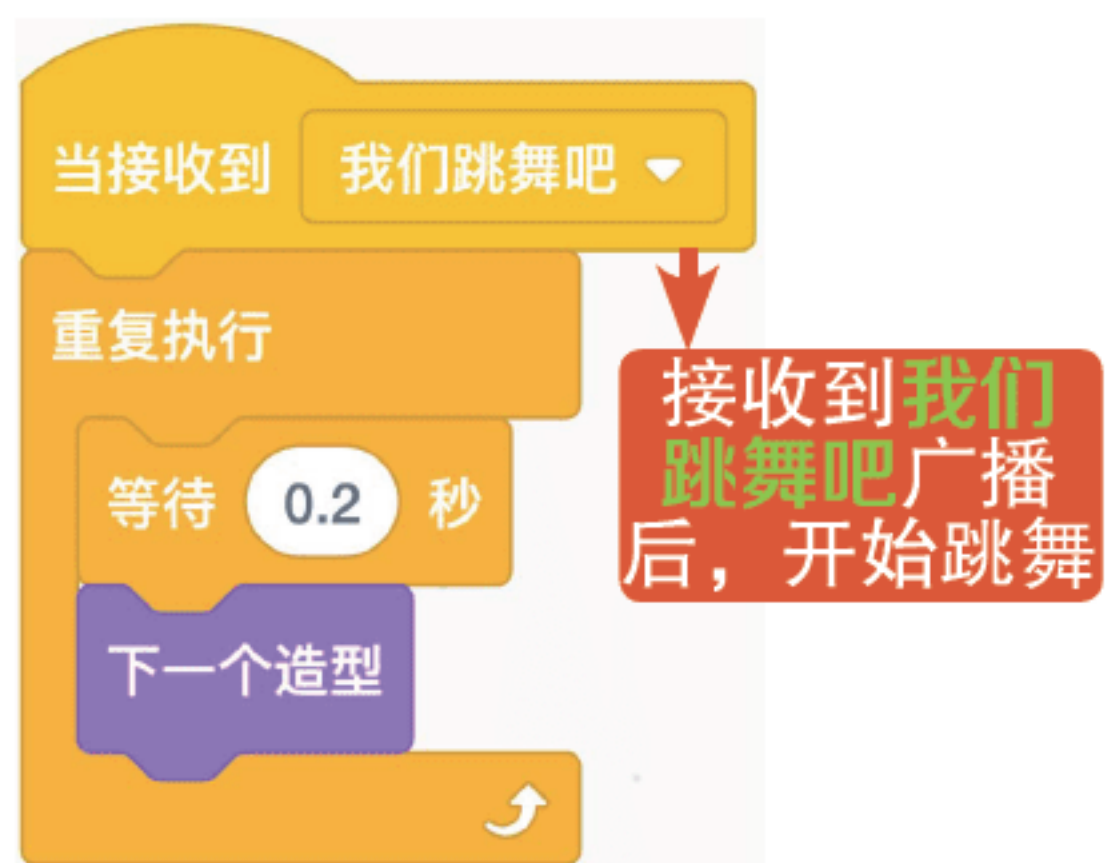 当接收到 我们跳舞吧
重复执行
等待 0.2 秒
下一个造型
接收到我们
跳舞吧广播
后，开始跳舞